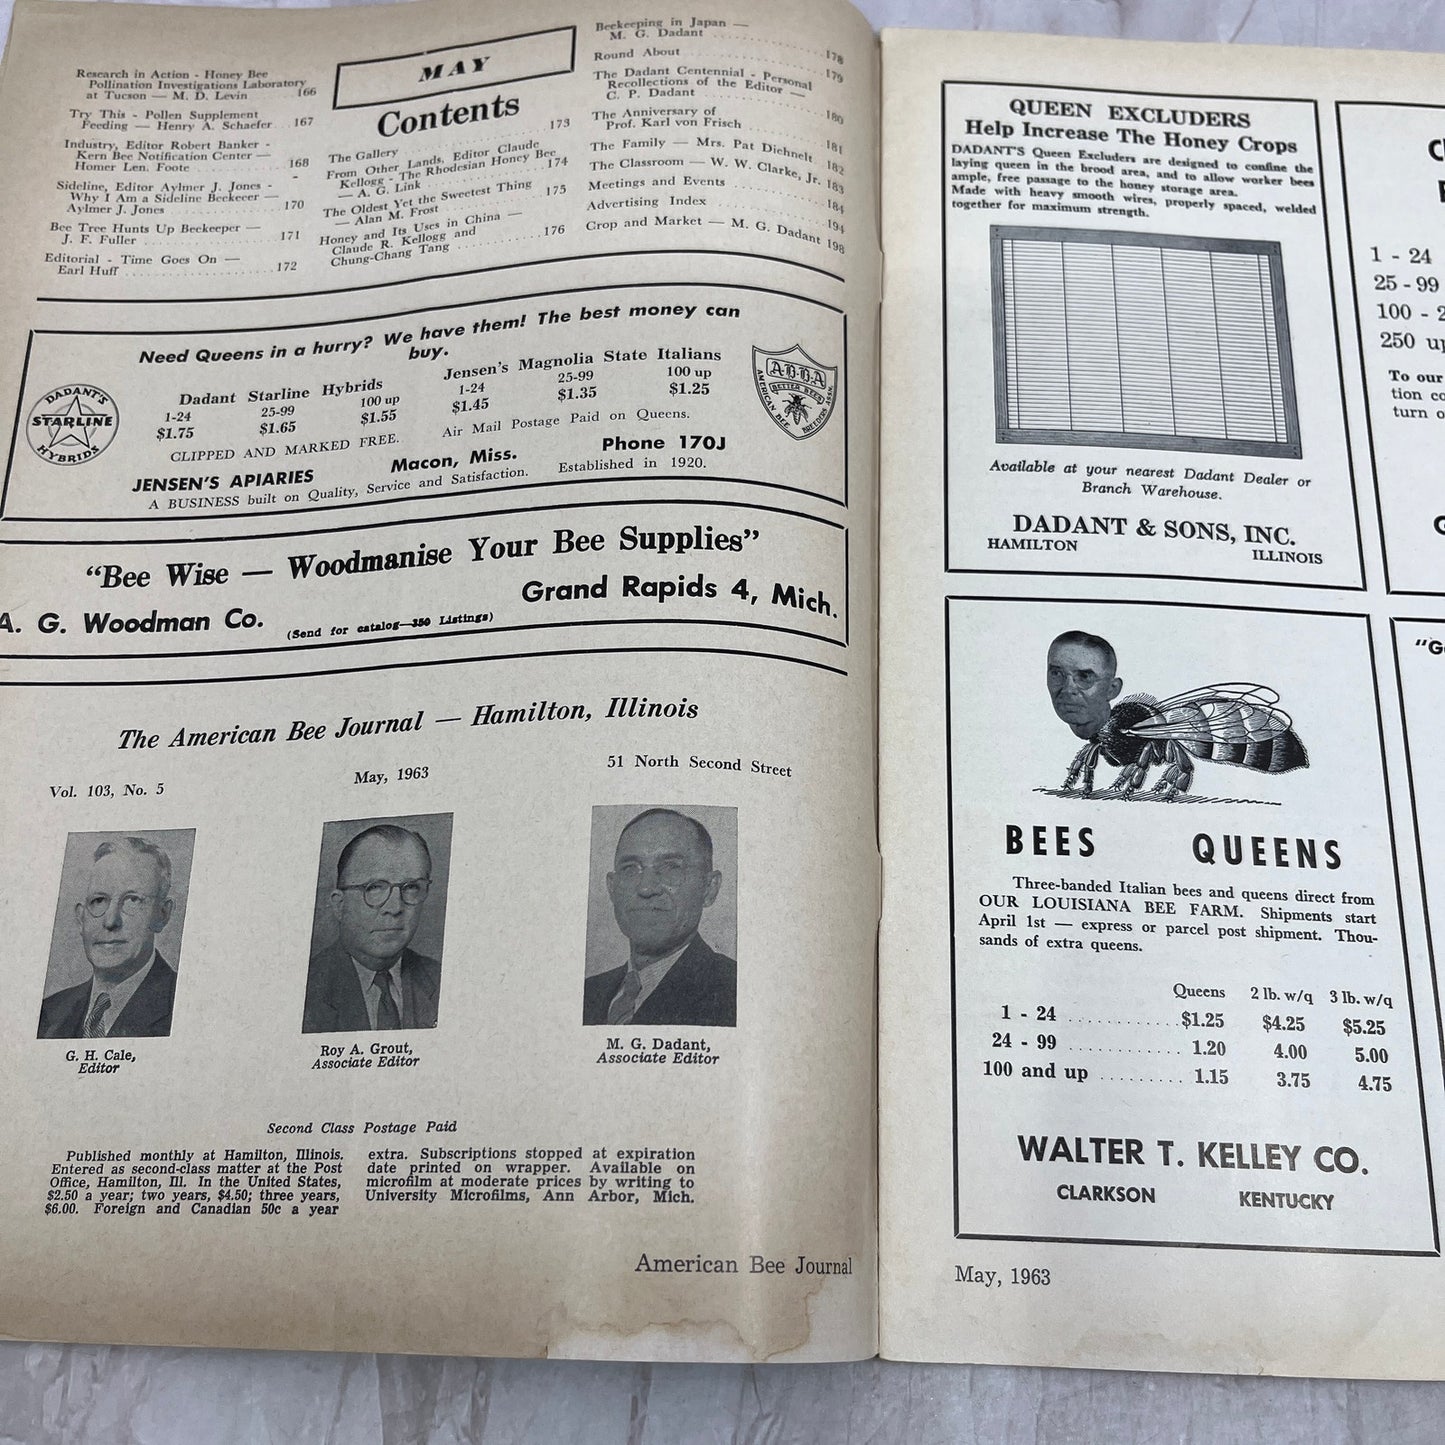 Research in Action - Honey Bee
Pollination Investigations Laboratory
at Tucson — M. D. Levin 166
Try This - Pollen Supplement
Feeding — Henry A. Schaefer 167
Industry, Editor Robert Banker -
Kern Bee Notification Center —
Homer Len. Foote 168
Sideline, Editor Aylmer J. Jones -
Why I Am a Sideline Beekeeer —
Aylmer J. Jones 170
Bee Tree Hunts Up Beekeeper —
J. F. Fuller 171
Editorial - Time Goes On —
Earl Huff 172
MAY
Contents
The Gallery 173
From Other Lands, Editor Claude
Kellogg - The Rhodesian Honey Bee
— A. G. Link 174
The Oldest Yet the Sweetest Thing
— Alan M. Frost 175
Honey and Its Uses in China —
Claude R. Kellogg and
Chung-Chang Tang 176
Beekeeping in Japan —
M. G. Dadant 178
Round About 179
The Dadant Centennial - Personal
Recollections of the Editor —
C. P. Dadant 180
The Anniversary of
Prof. Karl von Frisch 181
The Family — Mrs. Pat Diehnelt 182
The Classroom — W. W. Clarke, Jr. 183
Meetings and Events 184
Advertising Index 194
Crop and Market — M. G. Dadant 198
Need Queens in a hurry? We have them! The best money can
buy.
DADANT'S
STARLINE
HYBRIDS
Dadant Starline Hybrids
1-24 25-99 100 up
$1.75 $1.65 $1.55
CLIPPED AND MARKED FREE.
Jensen's Magnolia State Italians
1-24 25-99 100 up
$1.45 $1.35 $1.25
Air Mail Postage Paid on Queens.
JENSEN'S APIARIES Macon, Miss. Phone 170J
A BUSINESS built on Quality, Service and Satisfaction. Established in 1920.
A·B·B·A
BETTER BEES
AMERICAN BEE BREEDERS ASSN.
"Bee Wise — Woodmanise Your Bee Supplies"
A. G. Woodman Co. (Send for catalog—350 Listings) Grand Rapids 4, Mich.
The American Bee Journal — Hamilton, Illinois
Vol. 103, No. 5 May, 1963 51 North Second Street
G. H. Cale,
Editor
Roy A. Grout,
Associate Editor
M. G. Dadant,
Associate Editor
Second Class Postage Paid
Published monthly at Hamilton, Illinois.
Entered as second-class matter at the Post
Office, Hamilton, Ill. In the United States,
$2.50 a year; two years, $4.50; three years,
$6.00. Foreign and Canadian 50c a year
extra. Subscriptions stopped at expiration
date printed on wrapper. Available on
microfilm at moderate prices by writing to
University Microfilms, Ann Arbor, Mich.
American Bee Journal
QUEEN EXCLUDERS
Help Increase The Honey Crops
DADANT'S Queen Excluders are designed to confine the
laying queen in the brood area, and to allow worker bees
ample, free passage to the honey storage area.
Made with heavy smooth wires, properly spaced, welded
together for maximum strength.
Available at your nearest Dadant Dealer or
Branch Warehouse.
DADANT & SONS, INC.
HAMILTON ILLINOIS
BEES QUEENS
Three-banded Italian bees and queens direct from
OUR LOUISIANA BEE FARM. Shipments start
April 1st — express or parcel post shipment. Thou-
sands of extra queens.
Queens 2 lb. w/q 3 lb. w/q
1 - 24 $1.25 $4.25 $5.25
24 - 99 1.20 4.00 5.00
100 and up 1.15 3.75 4.75
WALTER T. KELLEY CO.
CLARKSON KENTUCKY
May, 1963
1 - 24
25 - 99
100 - 2
250 up
To our
tion co
turn o
"G